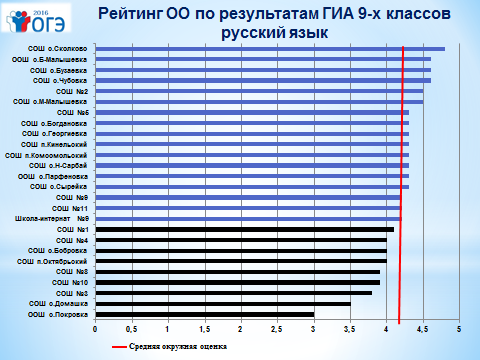 2016
ОГЭ
Рейтинг ОО по результатам ГИА 9-х классов
русский язык
СОШ с.Сколково
ООШ с.Б-Малышевка
СОШ с.Бузаевка
СОШ с.Чубовка
СОШ №2
СОШ с.М-Малышевка
СОШ №5
СОШ с.Богдановка
СОШ с.Георгиевка
СОШ п.Кинельский
СОШ п.Комсомольский
СОШ с.Н-Сарбай
ООШ с.Парфеновка
СОШ с.Сырейка
СОШ №9
СОШ №11
Школа-интернат №9
СОШ №1
СОШ №4
СОШ с.Бобровка
СОШ п.Октябрьский
СОШ №8
СОШ №10
СОШ №3
СОШ с.Домашка
ООШ с.Покровка
0 0,5 1 1,5 2 2,5 3 3,5 4 4,5 5
Средняя окружная оценка